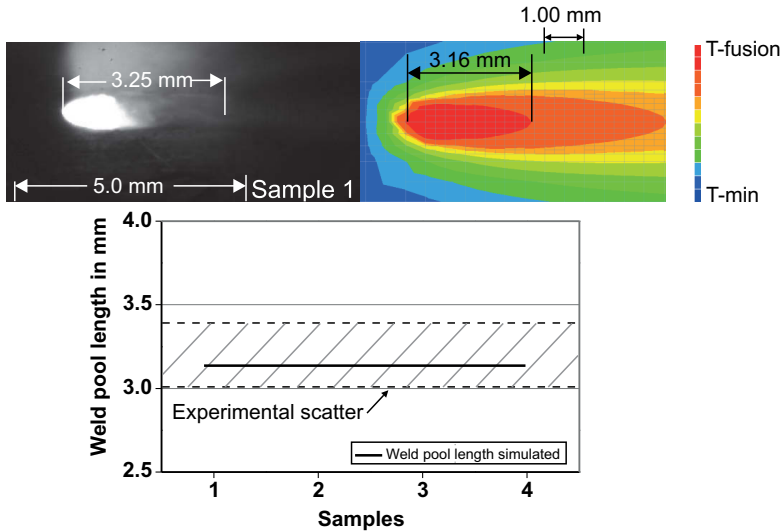 1.00 mm
3.25 mm
3.16 mm
T-fusion
5.0 mm
Sample 1
T-min
4.0
3.5
3.0
2.5
Weld pool length in mm
Experimental scatter
Weld pool length simulated
1
2
3
4
Samples